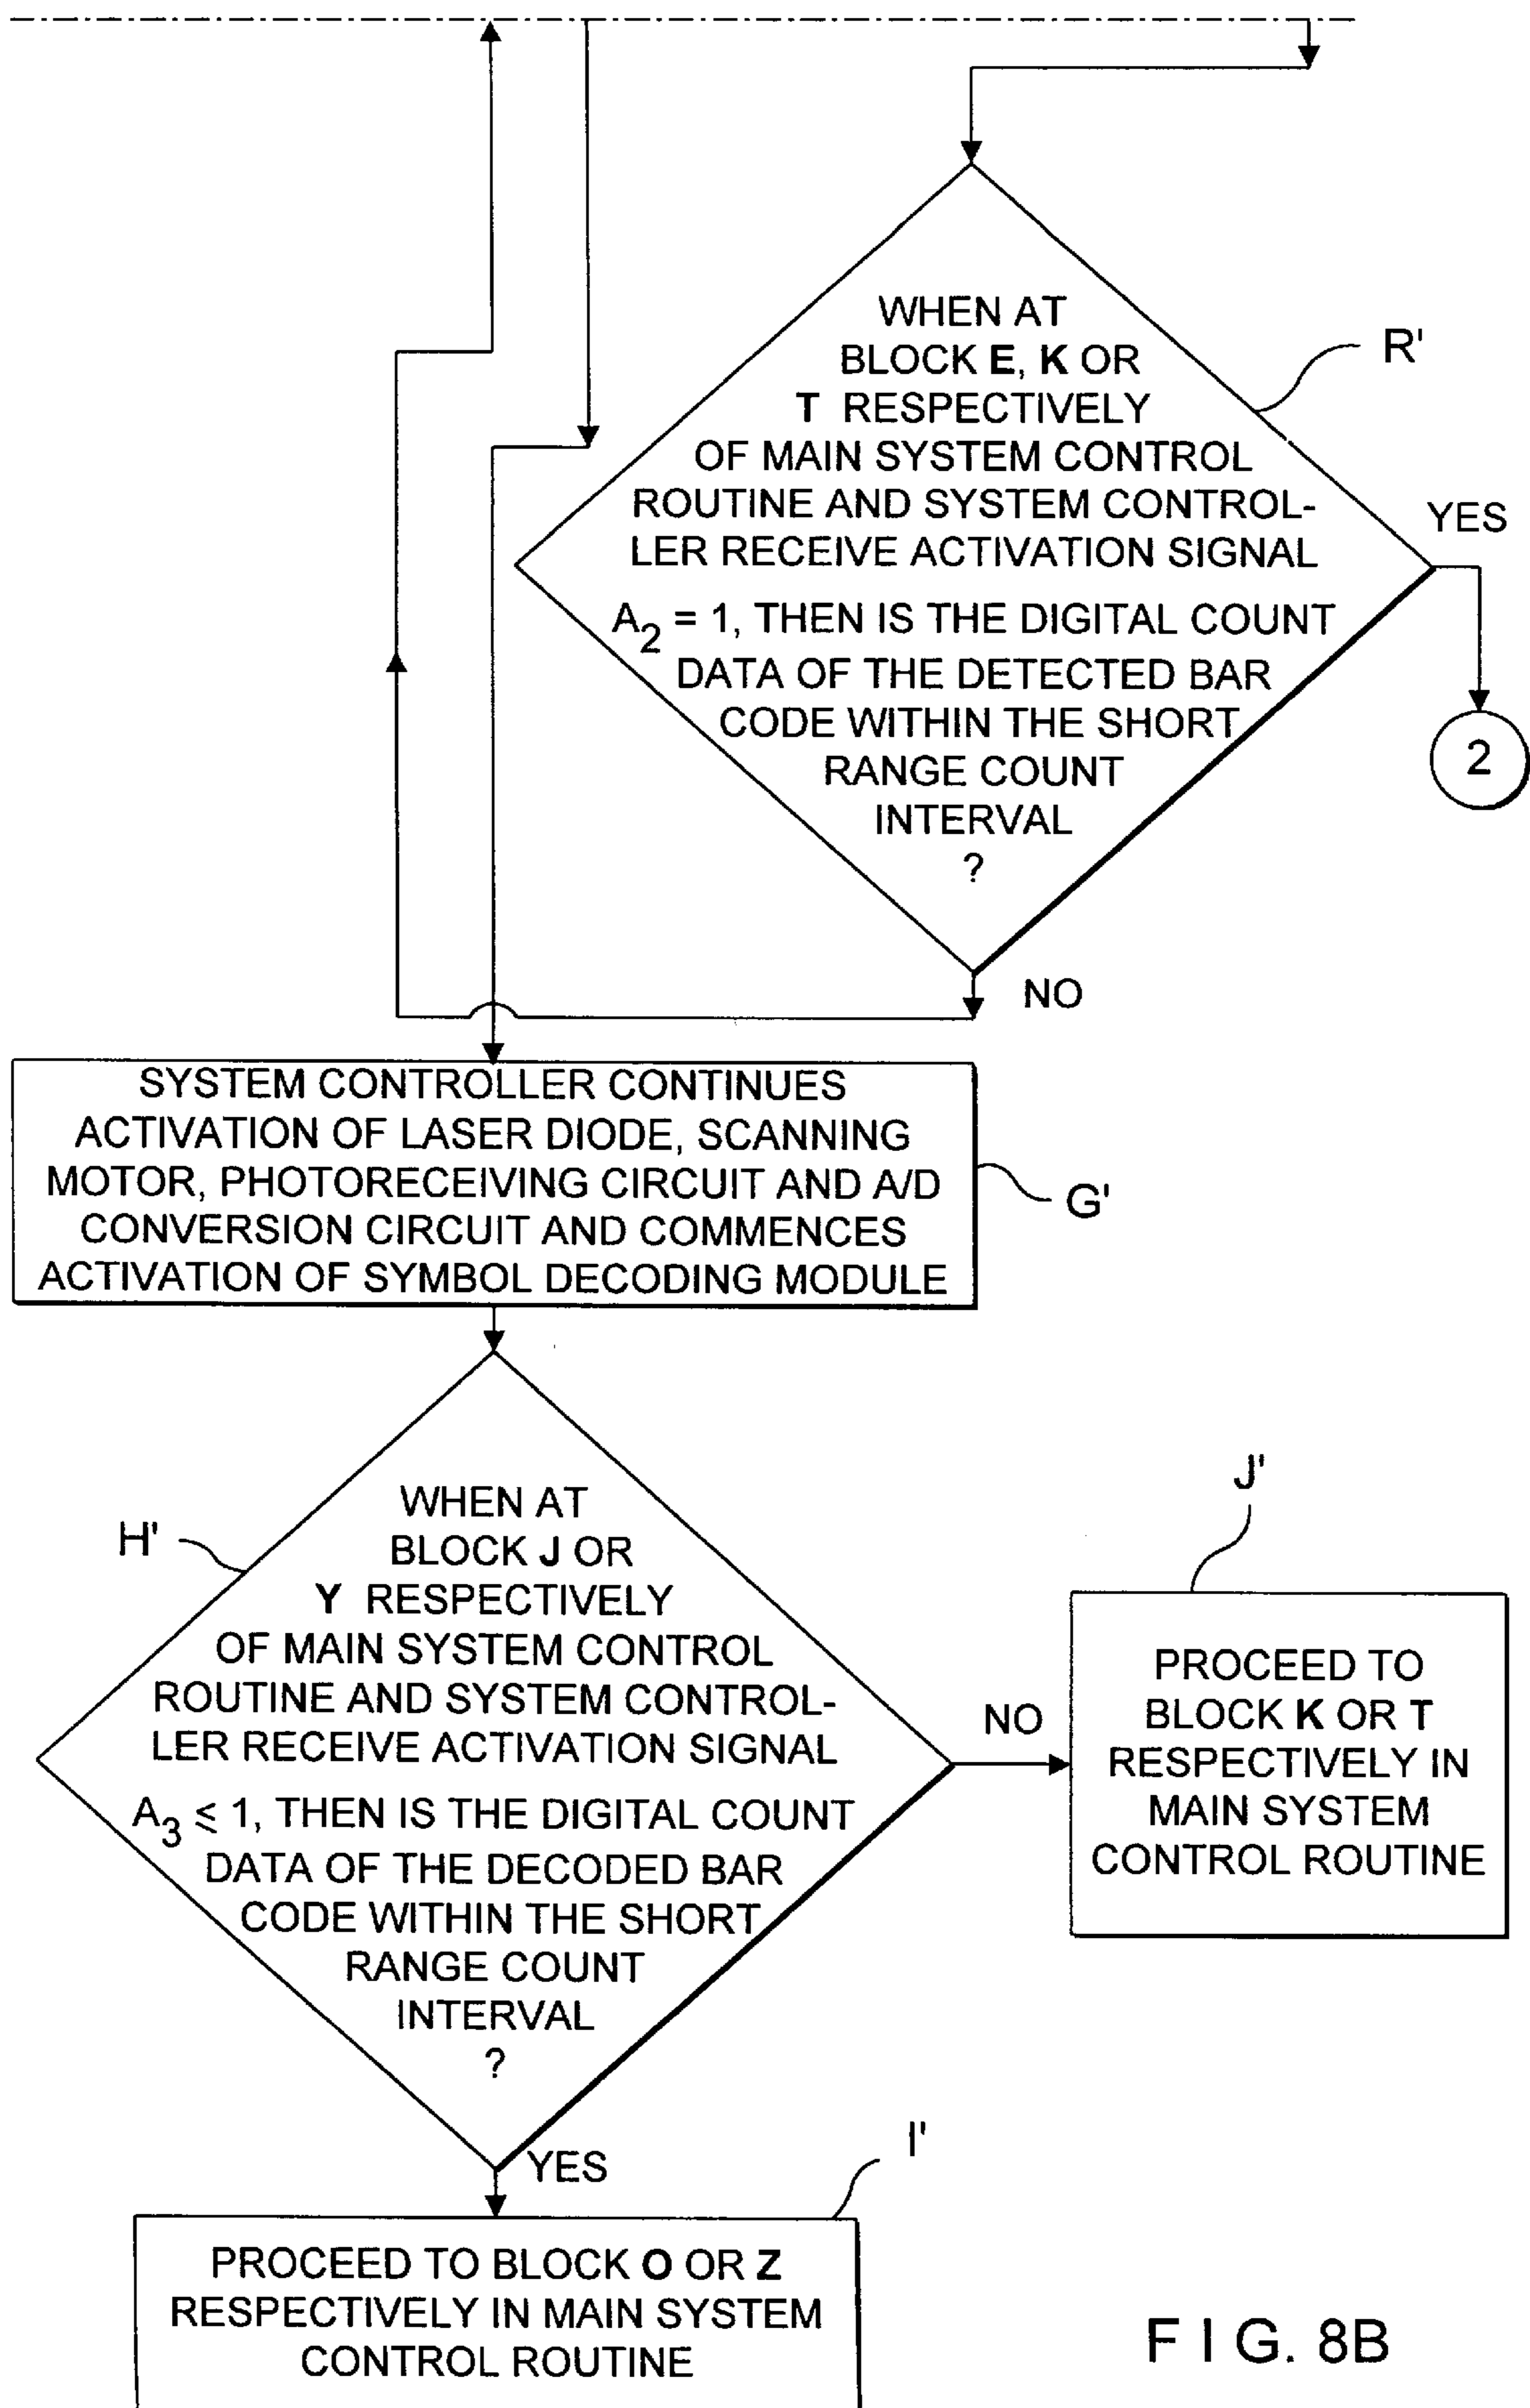 WHEN AT
BLOCK E, K OR
T RESPECTIVELY
OF MAIN SYSTEM CONTROL
ROUTINE AND SYSTEM CONTROL-
LER RECEIVE ACTIVATION SIGNAL
A2 = 1, THEN IS THE DIGITAL COUNT
DATA OF THE DETECTED BAR
CODE WITHIN THE SHORT
RANGE COUNT
INTERVAL
?
R'
YES
2
NO
SYSTEM CONTROLLER CONTINUES
ACTIVATION OF LASER DIODE, SCANNING
MOTOR, PHOTORECEIVING CIRCUIT AND A/D
CONVERSION CIRCUIT AND COMMENCES
ACTIVATION OF SYMBOL DECODING MODULE
G'
H'
WHEN AT
BLOCK J OR
Y RESPECTIVELY
OF MAIN SYSTEM CONTROL
ROUTINE AND SYSTEM CONTROL-
LER RECEIVE ACTIVATION SIGNAL
A3 ⩽ 1, THEN IS THE DIGITAL COUNT
DATA OF THE DECODED BAR
CODE WITHIN THE SHORT
RANGE COUNT
INTERVAL
?
NO
J'
PROCEED TO
BLOCK K OR T
RESPECTIVELY IN
MAIN SYSTEM
CONTROL ROUTINE
YES
I'
PROCEED TO BLOCK O OR Z
RESPECTIVELY IN MAIN SYSTEM
CONTROL ROUTINE
FIG. 8B